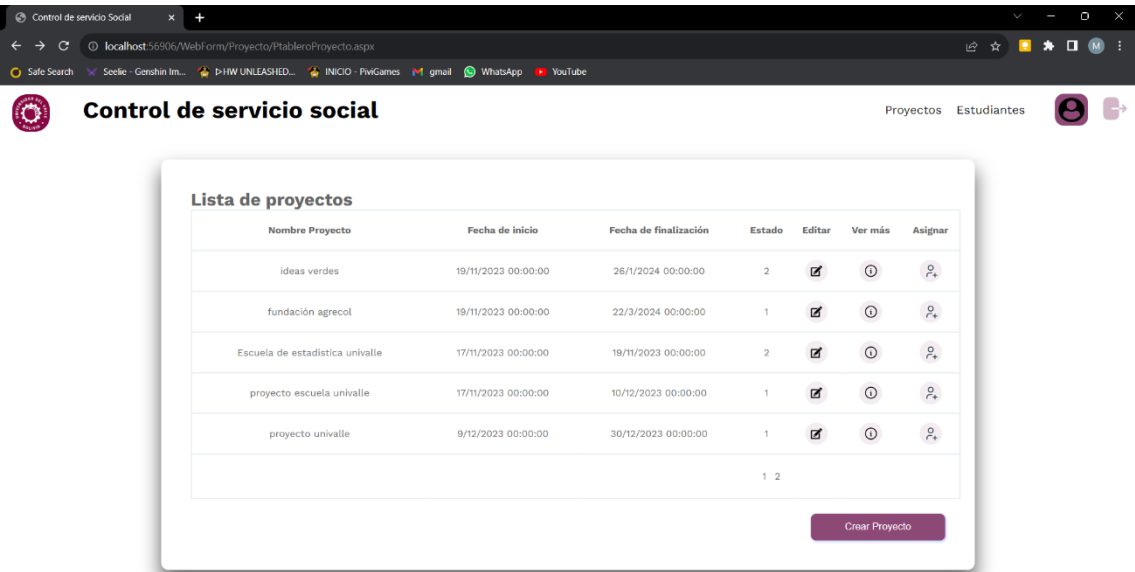 Control de servicio Social
localhost:56906/WebForm/Proyecto/PtableroProyecto.aspx
M
Safe Search Seelie - Genshin Im... ᐅHW UNLEASHED... INICIO - PiviGames gmail WhatsApp YouTube
Control de servicio social Proyectos Estudiantes
Lista de proyectos
Nombre Proyecto Fecha de inicio Fecha de finalización Estado Editar Ver más Asignar
ideas verdes 19/11/2023 00:00:00 26/1/2024 00:00:00 2
fundación agrecol 19/11/2023 00:00:00 22/3/2024 00:00:00 1
Escuela de estadistica univalle 17/11/2023 00:00:00 19/11/2023 00:00:00 2
proyecto escuela univalle 17/11/2023 00:00:00 10/12/2023 00:00:00 1
proyecto univalle 9/12/2023 00:00:00 30/12/2023 00:00:00 1
1 2
Crear Proyecto